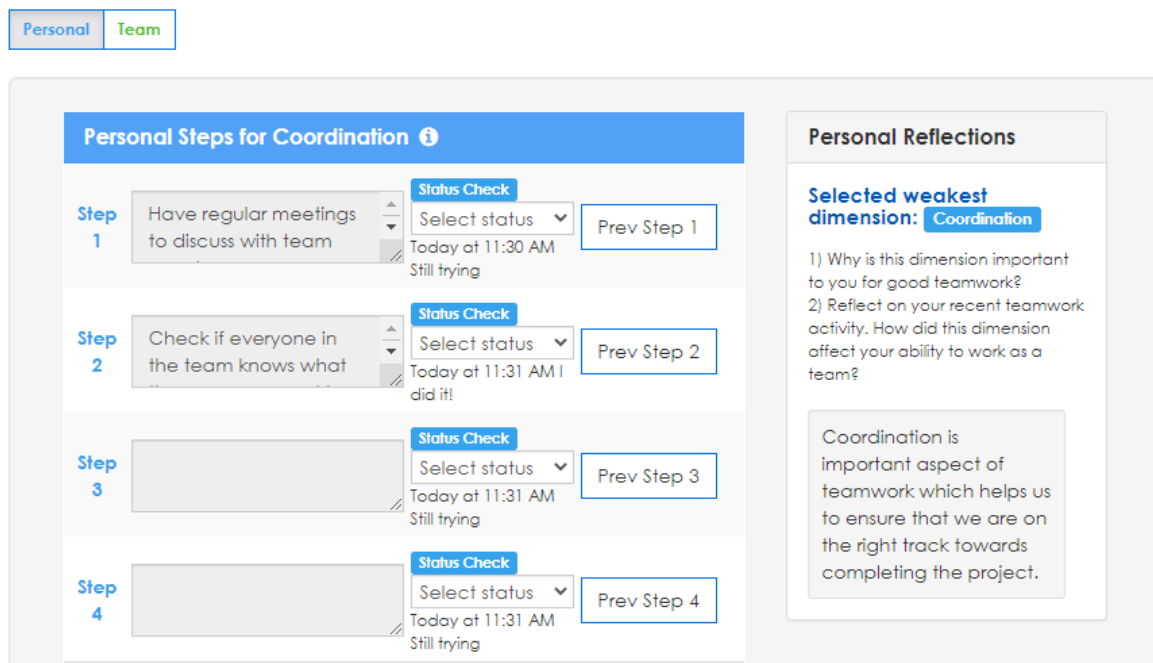 Personal Team
Personal Steps for Coordination
Step
1
Have regular meetings
to discuss with team
Status Check
Select status
Today at 11:30 AM
Still trying
Prev Step 1
Step
2
Check if everyone in
the team knows what
Status Check
Select status
Today at 11:31 AM I
did it!
Prev Step 2
Step
3
Status Check
Select status
Today at 11:31 AM
Still trying
Prev Step 3
Step
4
Status Check
Select status
Today at 11:31 AM
Still trying
Prev Step 4
Personal Reflections
Selected weakest
dimension: Coordination
1) Why is this dimension important
to you for good teamwork?
2) Reflect on your recent teamwork
activity. How did this dimension
affect your ability to work as a
team?
Coordination is
important aspect of
teamwork which helps us
to ensure that we are on
the right track towards
completing the project.